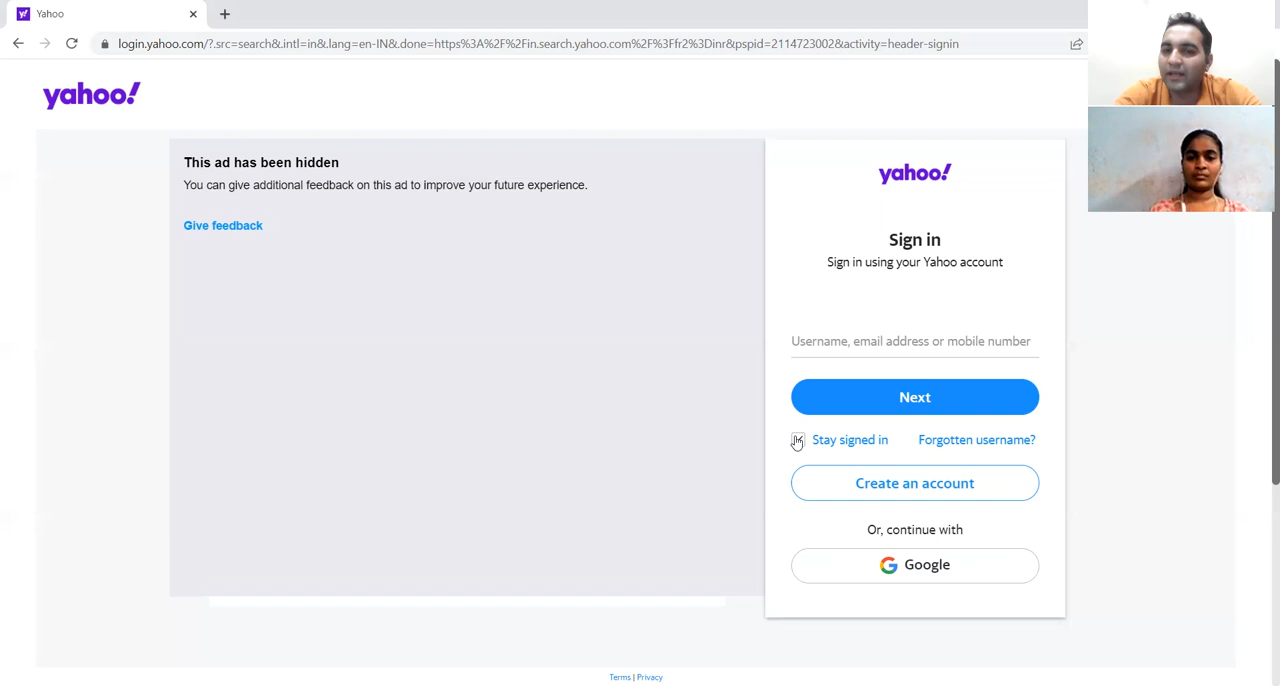 Yahoo
login.yahoo.com/?.src=search&.intl=in&.lang=en-IN&.done=https%3A%2F%2Fin.search.yahoo.com%2F%3Ffr2%3Dinr&pspid=2114723002&activity=header-signin
yahoo!
This ad has been hidden
You can give additional feedback on this ad to improve your future experience.
Give feedback
yahoo!
Sign in
Sign in using your Yahoo account
Username, email address or mobile number
Next
Stay signed in Forgotten username?
Create an account
Or, continue with
Google
Terms | Privacy